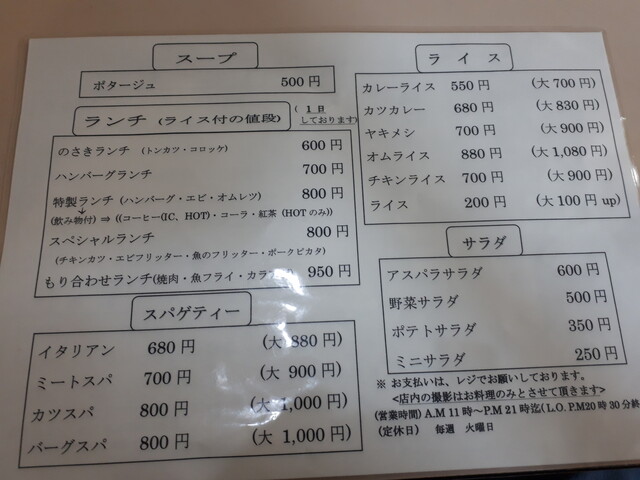 スープ
ポタージュ 500円
ランチ (ライス付の値段)
( 1日
しております)
のさきランチ (トンカツ・コロッケ) 600円
ハンバーグランチ 700円
特製ランチ (ハンバーグ・エビ・オムレツ) 800円
(飲み物付) ⇒ ((コーヒー(IC、HOT)・コーラ・紅茶 (HOTのみ))
スペシャルランチ 800円
(チキンカツ・エビフリッター・魚のフリッター・ポークピカタ)
もり合わせランチ(焼肉・魚フライ・カラ 950円
スパゲティー
イタリアン 680円 (大 880円)
ミートスパ 700円 (大 900円)
カツスパ 800円 (大 1,000円)
バーグスパ 800円 (大 1,000円)
ライス
カレーライス 550円 (大 700円)
カツカレー 680円 (大 830円)
ヤキメシ 700円 (大 900円)
オムライス 880円 (大 1,080円)
チキンライス 700円 (大 900円)
ライス 200円 (大 100円 up)
サラダ
アスパラサラダ 600円
野菜サラダ 500円
ポテトサラダ 350円
ミニサラダ 250円
※ お支払いは、レジでお願いしております。
<店内の撮影はお料理のみとさせて頂きます>
(営業時間) A.M 11時〜P.M 21時迄( L.O. P.M20時30分終
(定休日) 毎週 火曜日